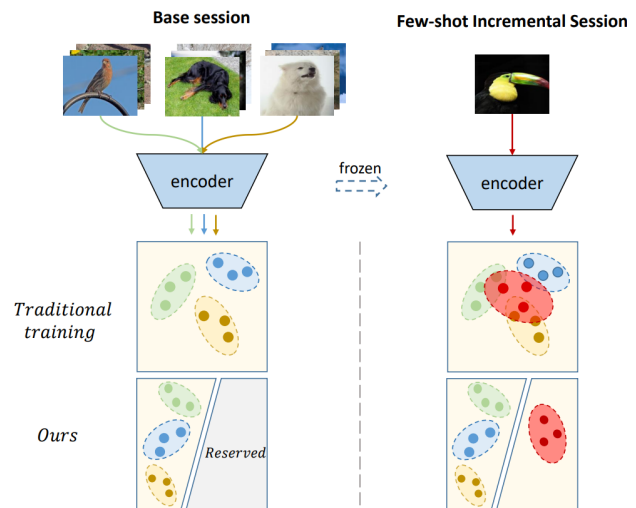 Base session
Few-shot Incremental Session
encoder
frozen
encoder
Traditional
training
Ours
Reserved